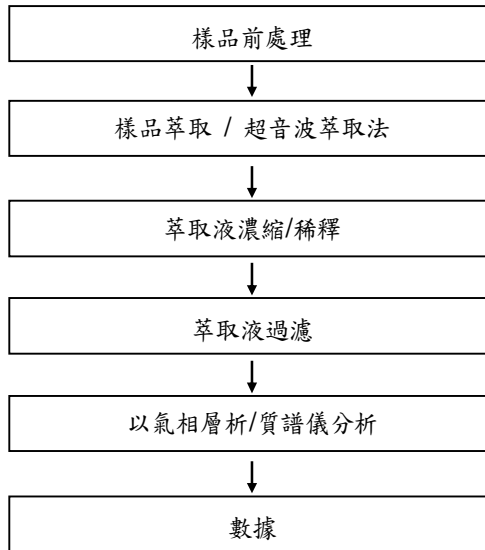 樣品前處理
樣品萃取 / 超音波萃取法
萃取液濃縮/稀釋
萃取液過濾
以氣相層析/質譜儀分析
數據